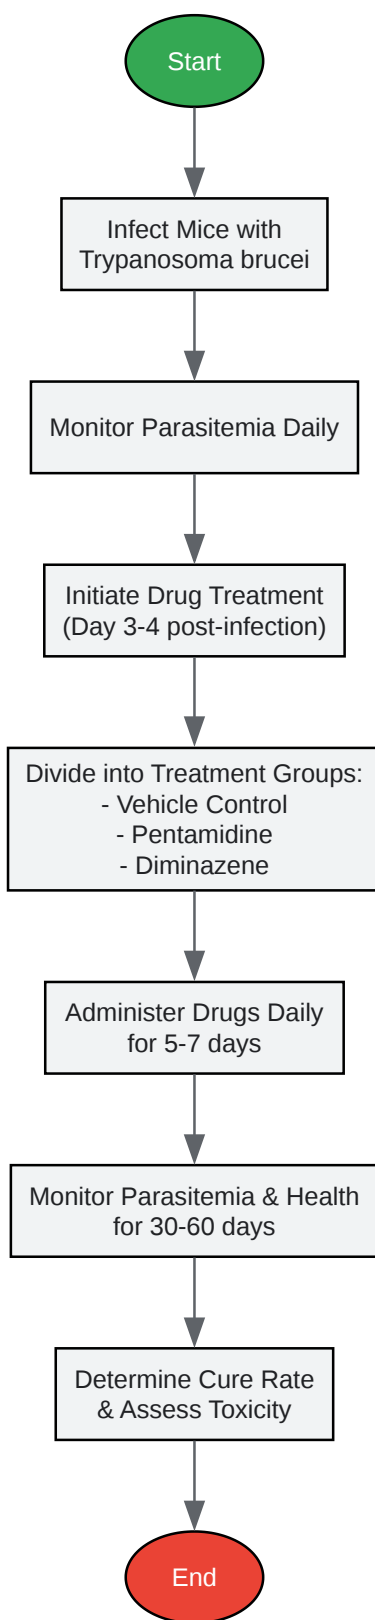 Start
Infect Mice with
Trypanosoma brucei
Monitor Parasitemia Daily
Initiate Drug Treatment
(Day 3-4 post-infection)
Divide into Treatment Groups:
- Vehicle Control
- Pentamidine
- Diminazene
Administer Drugs Daily
for 5-7 days
Monitor Parasitemia & Health
for 30-60 days
Determine Cure Rate
& Assess Toxicity
End